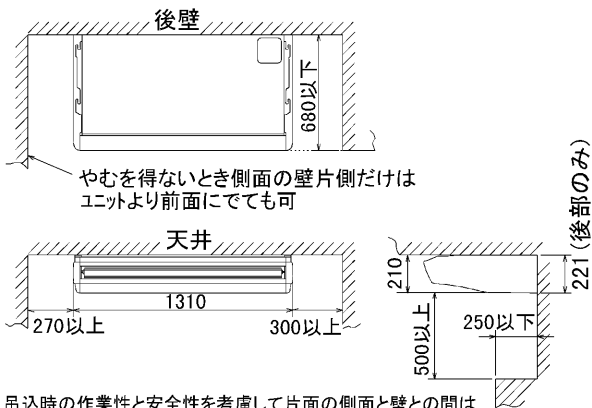 後壁
680以下
やむを得ないとき側面の壁片側だけは
ユニットより前面にでても可
天井
1310
270以上
300以上
210
221(後部のみ)
500以上
250以下
吊込時の作業性と安全性を考慮して片面の側面と壁との間は